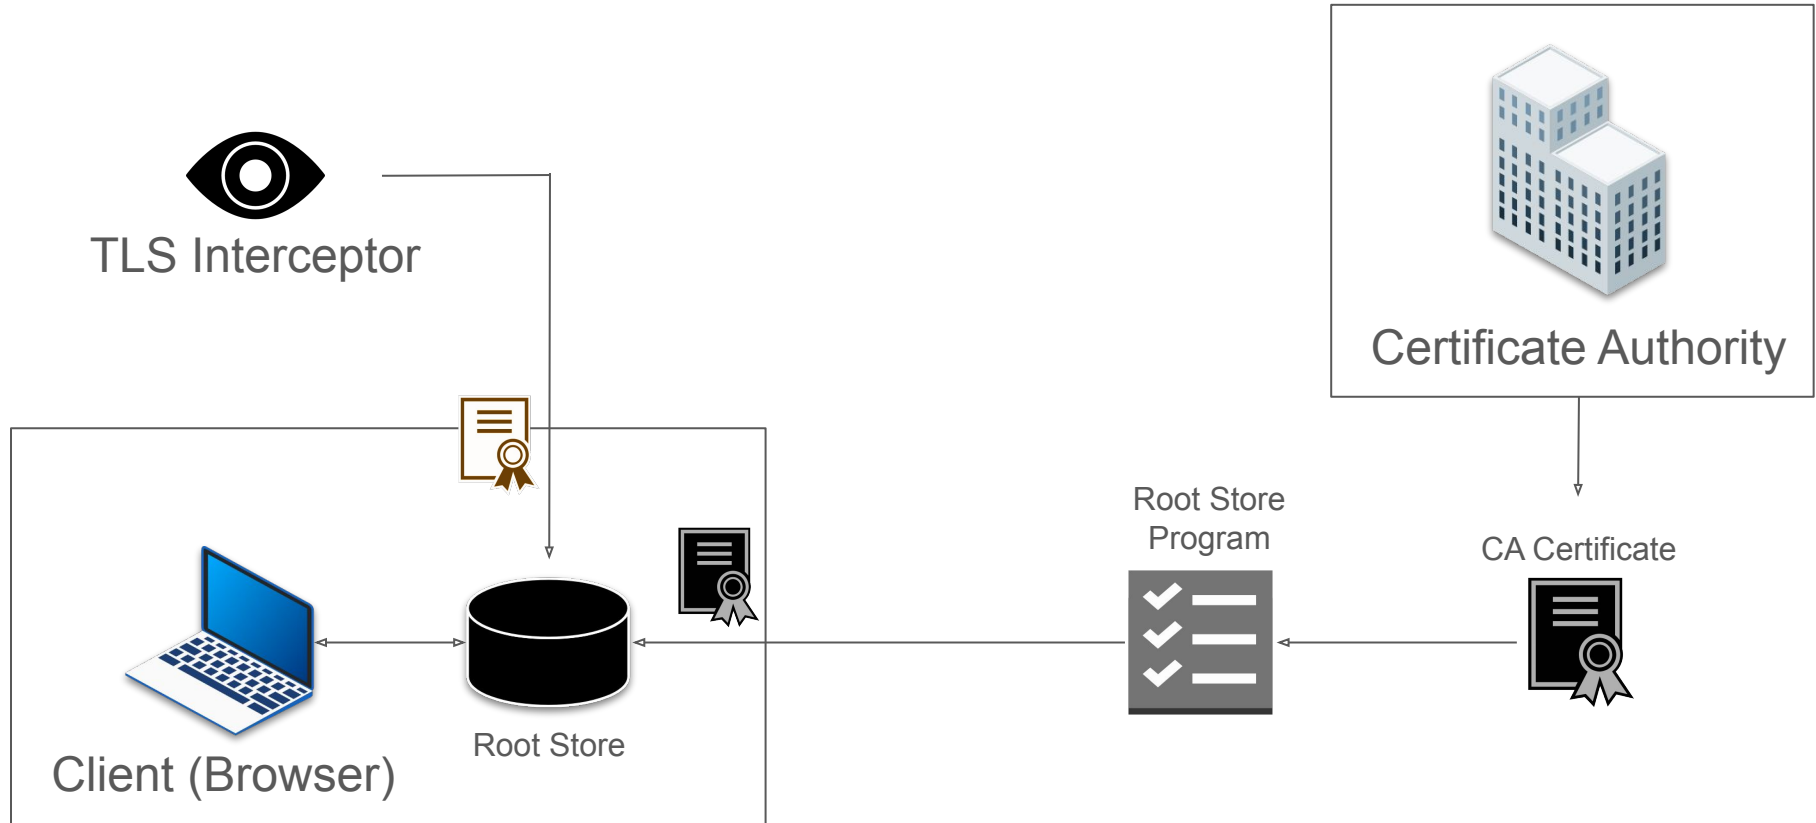 TLS Interceptor
Certificate Authority
Root Store
Program
CA Certificate
Root Store
Client (Browser)